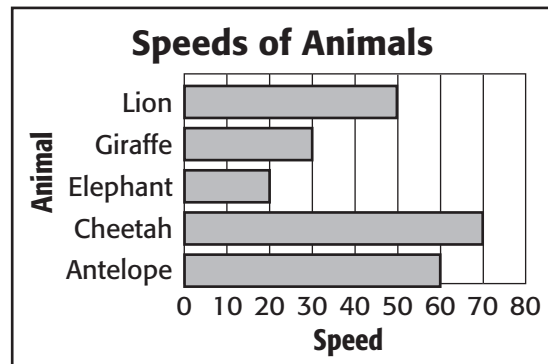 Speeds of Animals
Animal
Lion
Giraffe
Elephant
Cheetah
Antelope
0 10 20 30 40 50 60 70 80
Speed